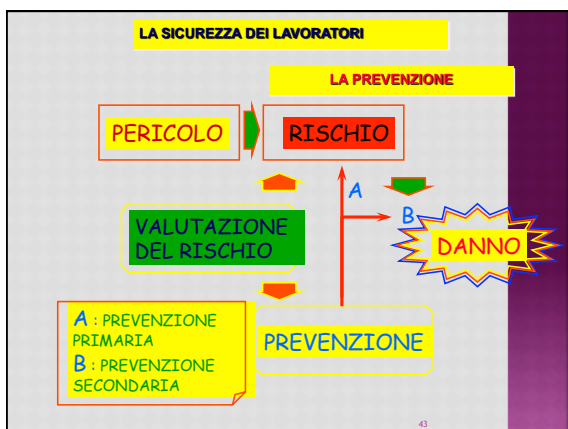 LA SICUREZZA DEI LAVORATORI
LA PREVENZIONE
PERICOLO
RISCHIO
A
B
VALUTAZIONE
DEL RISCHIO
DANNO
A : PREVENZIONE
PRIMARIA
B : PREVENZIONE
SECONDARIA
PREVENZIONE
43